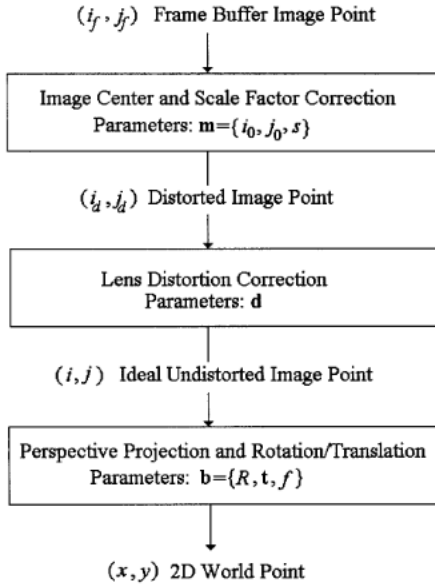 (i_f, j_f) Frame Buffer Image Point
Image Center and Scale Factor Correction
Parameters: m={i_0, j_0, s}
(i_d, j_d) Distorted Image Point
Lens Distortion Correction
Parameters: d
(i, j) Ideal Undistorted Image Point
Perspective Projection and Rotation/Translation
Parameters: b={R, t, f}
(x, y) 2D World Point